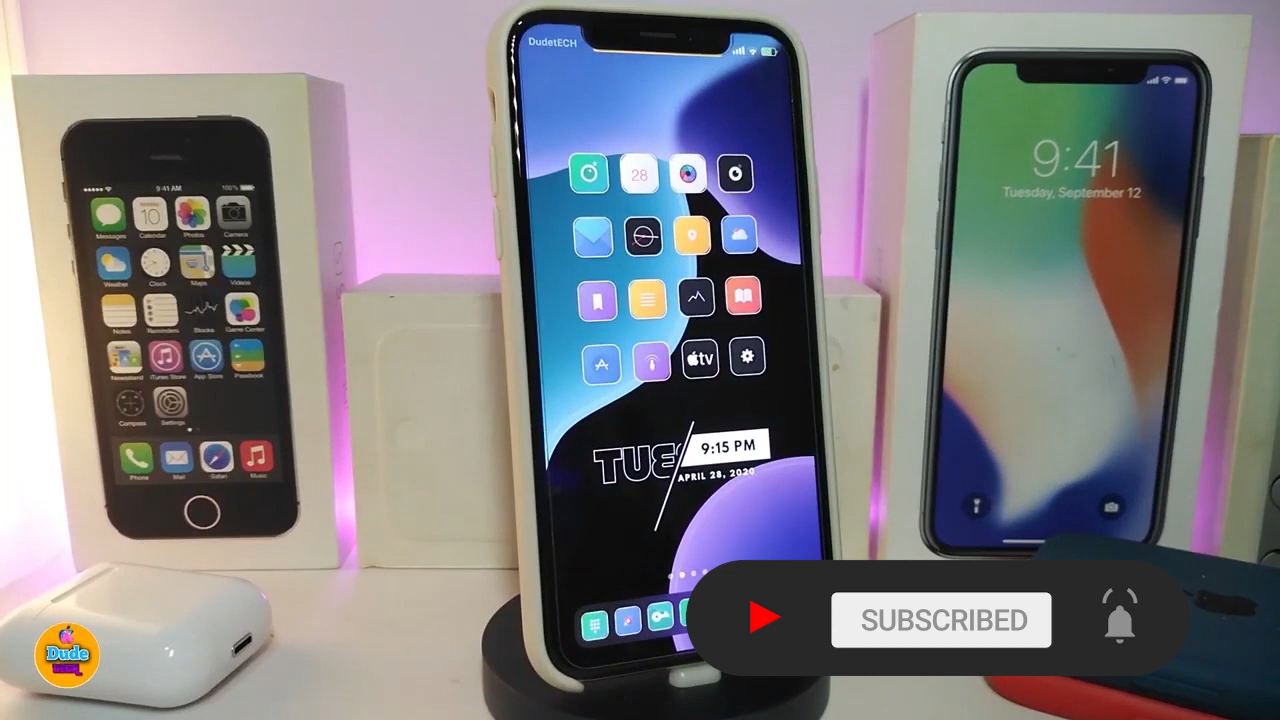 DudetECH
28
tv
TUES
9:15 PM
APRIL 28, 2020
9:41 AM
100%
Messages
Calendar
Photos
Camera
10
Weather
Clock
Maps
Videos
Notes
Reminders
Stocks
Game Center
Newsstand
iTunes Store
App Store
Passbook
Compass
Settings
Phone
Mail
Safari
Music
9:41
Tuesday, September 12
SUBSCRIBED
Dude
tECH